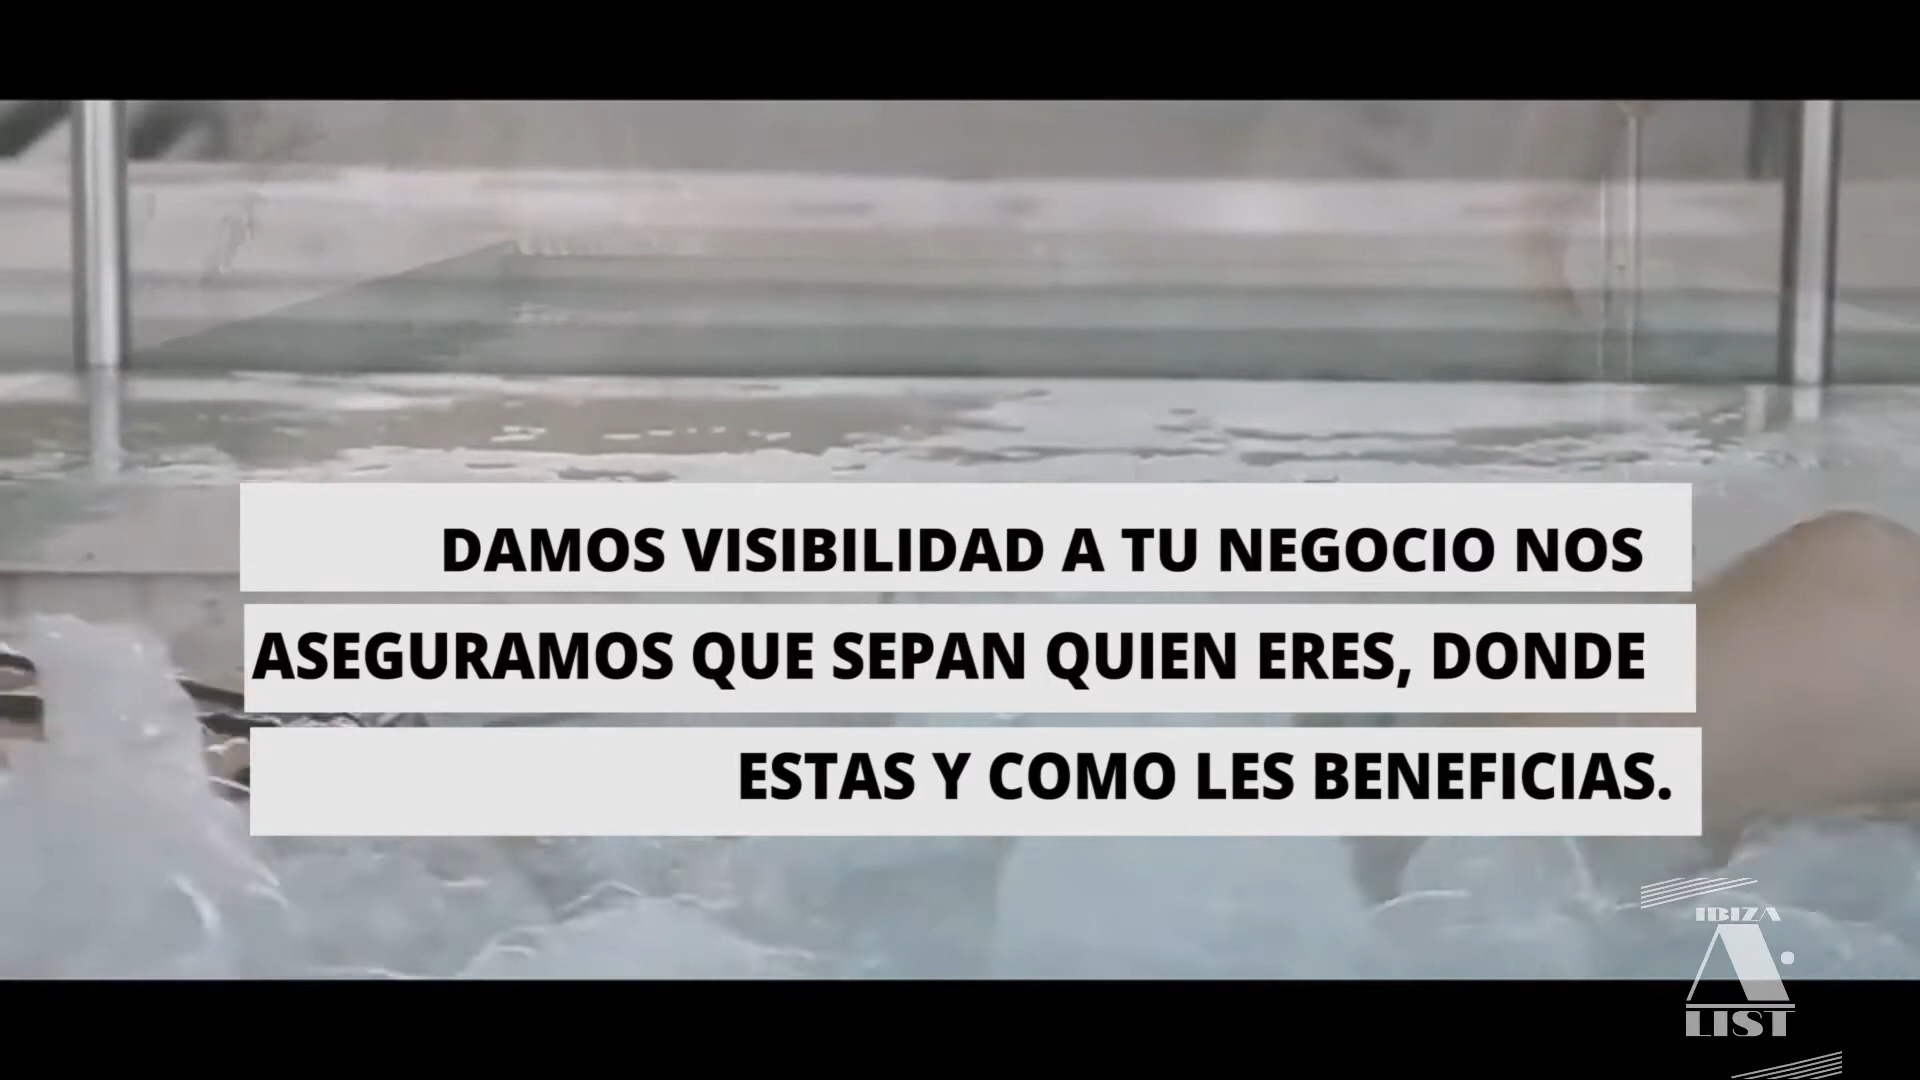 DAMOS VISIBILIDAD A TU NEGOCIO NOS
ASEGURAMOS QUE SEPAN QUIEN ERES, DONDE
ESTAS Y COMO LES BENEFICIAS.
IBIZA
A.
LIST